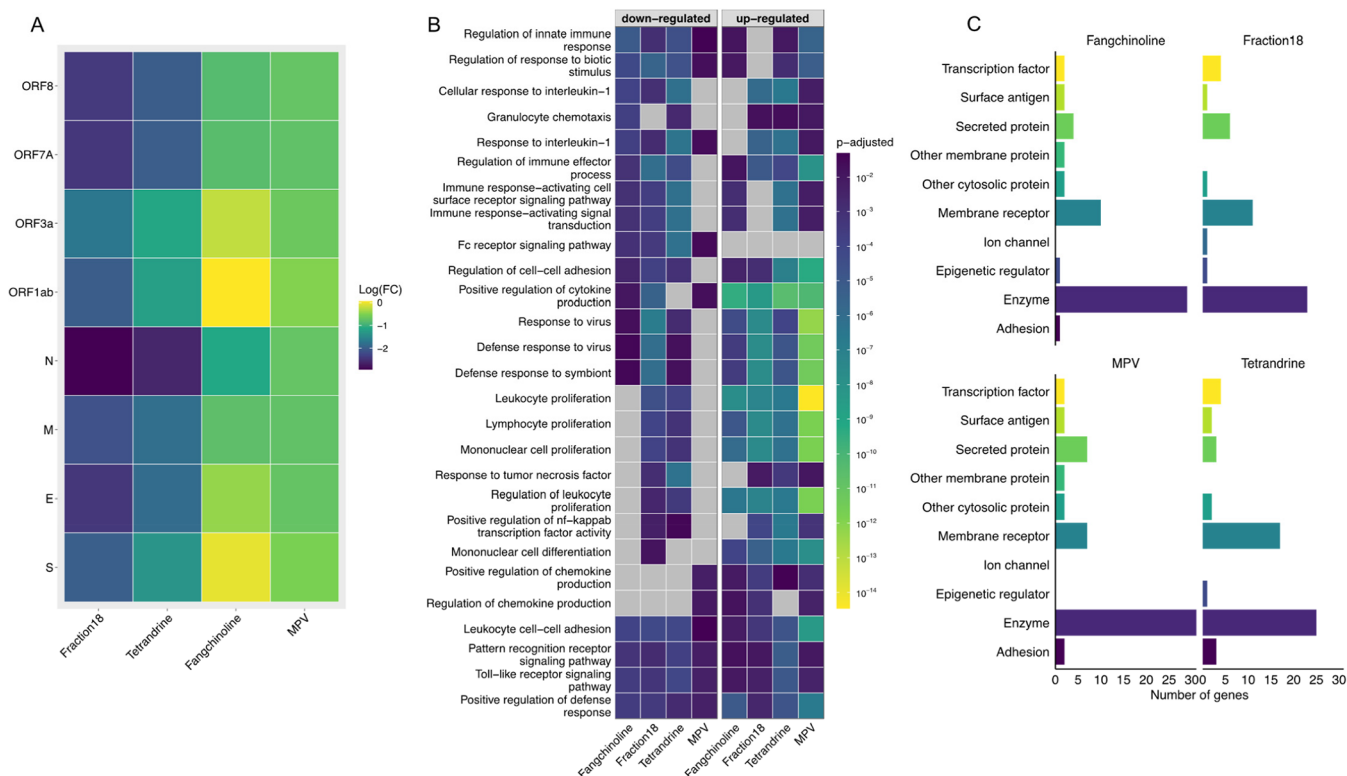 A
ORF8
ORF7A
ORF3a
ORF1ab
N
M
E
S
Fraction18
Tetrandrine
Fangchinoline
MPV
Log(FC)
0
−1
−2
B
down−regulated
up−regulated
Regulation of innate immune
response
Regulation of response to biotic
stimulus
Cellular response to interleukin−1
Granulocyte chemotaxis
Response to interleukin−1
Regulation of immune effector
process
Immune response−activating cell
surface receptor signaling pathway
Immune response−activating signal
transduction
Fc receptor signaling pathway
Regulation of cell−cell adhesion
Positive regulation of cytokine
production
Response to virus
Defense response to virus
Defense response to symbiont
Leukocyte proliferation
Lymphocyte proliferation
Mononuclear cell proliferation
Response to tumor necrosis factor
Regulation of leukocyte
proliferation
Positive regulation of nf−kappab
transcription factor activity
Mononuclear cell differentiation
Positive regulation of chemokine
production
Regulation of chemokine production
Leukocyte cell−cell adhesion
Pattern recognition receptor
signaling pathway
Toll−like receptor signaling
pathway
Positive regulation of defense
response
Fangchinoline
Fraction18
Tetrandrine
MPV
Fangchinoline
Fraction18
Tetrandrine
MPV
p−adjusted
10−2
10−3
10−4
10−5
10−6
10−7
10−8
10−9
10−10
10−11
10−12
10−13
10−14
C
Fangchinoline
Fraction18
Transcription factor
Surface antigen
Secreted protein
Other membrane protein
Other cytosolic protein
Membrane receptor
Ion channel
Epigenetic regulator
Enzyme
Adhesion
MPV
Tetrandrine
Transcription factor
Surface antigen
Secreted protein
Other membrane protein
Other cytosolic protein
Membrane receptor
Ion channel
Epigenetic regulator
Enzyme
Adhesion
0 5 10 15 20 25 30 0 5 10 15 20 25 30
Number of genes